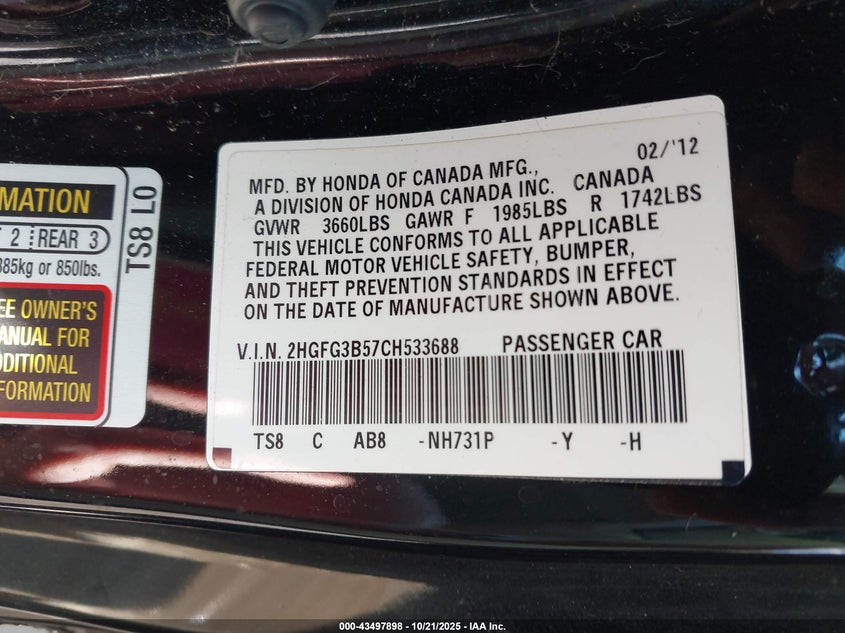 MATION
2 REAR 3
385kg or 850lbs.
EE OWNER'S
ANUAL FOR
DDITIONAL
FORMATION
TS8 L0
02/'12
MFD. BY HONDA OF CANADA MFG.,
A DIVISION OF HONDA CANADA INC. CANADA
GVWR 3660LBS GAWR F 1985LBS R 1742LBS
THIS VEHICLE CONFORMS TO ALL APPLICABLE
FEDERAL MOTOR VEHICLE SAFETY, BUMPER,
AND THEFT PREVENTION STANDARDS IN EFFECT
ON THE DATE OF MANUFACTURE SHOWN ABOVE.
V.I.N. 2HGFG3B57CH533688 PASSENGER CAR
TS8 C AB8 -NH731P -Y -H
000-43497898 - 10/21/2025 - IAA Inc.